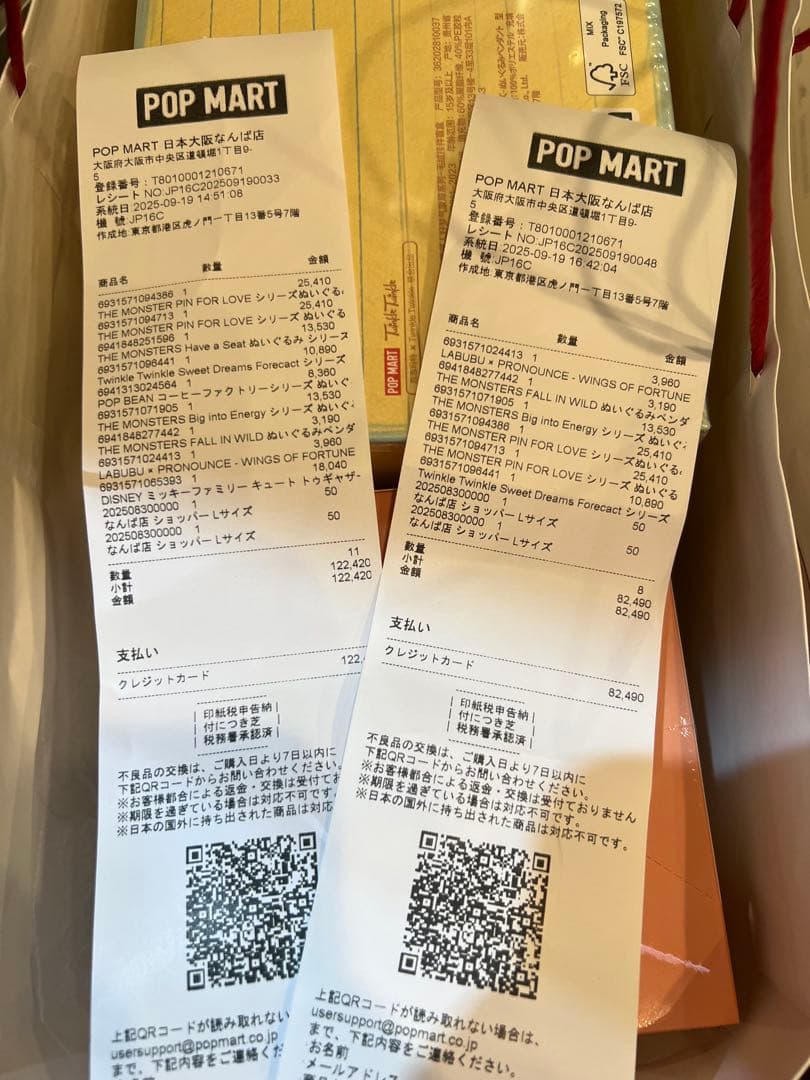 POP MART
POP MART 日本大阪なんば店
大阪府大阪市中央区道頓堀1丁目9-
5
登録番号：T8010001210671
レシート NO:JP16C202509190033
系統日:2025-09-19 14:51:08
機 號:JP16C
作成地:東京都港区虎ノ門一丁目13番5号7階
商品名 數量 金額
6931571094386 1 25,410
THE MONSTER PIN FOR LOVE シリーズぬいぐるみ
6931571094713 1 25,410
THE MONSTER PIN FOR LOVE シリーズ ぬいぐる
6941848251596 1 13,530
THE MONSTERS Have a Seat ぬいぐるみ シリーズ
6931571096441 1 10,890
Twinkle Twinkle Sweet Dreams Forecact シリーズ
6941313024564 1 8,360
POP BEAN コーヒーファクトリーシリーズ ぬいぐ
6931571071905 1 13,530
THE MONSTERS Big into Energy シリーズ ぬいぐ
6941848277442 1 3,190
THE MONSTERS FALL IN WILD ぬいぐるみペンダ
6931571024413 1 3,960
LABUBU × PRONOUNCE - WINGS OF FORTUNE
6931571065393 1 18,040
DISNEY ミッキーファミリー キュート トゥギャザー
202508300000 1 50
なんば店 ショッパー Lサイズ
202508300000 1 50
なんば店 ショッパー Lサイズ
數量 11
小計 122,420
金額 122,420
支払い
クレジットカード 122,
印紙税申告納
付につき芝
税務署承認済
不良品の交換は、ご購入日より7日以内に
下記QRコードからお問い合わせください。
※お客様都合による返金・交換は受付ており
※期限を過ぎている場合は対応不可です。
※日本の国外に持ち出された商品は対応
上記QRコードが読み取れない
usersupport@popmart.co.jp
まで、下記内容をご連絡くだ
POP MART
POP MART 日本大阪なんば店
大阪府大阪市中央区道頓堀1丁目9-
5
登録番号：T8010001210671
レシート NO:JP16C202509190048
系統日:2025-09-19 16:42:04
機 號:JP16C
作成地:東京都港区虎ノ門一丁目13番5号7階
商品名 數量 金額
6931571024413 1 3,960
LABUBU × PRONOUNCE - WINGS OF FORTUNE
6941848277442 1 3,190
THE MONSTERS FALL IN WILD ぬいぐるみペンダ
6931571071905 1 13,530
THE MONSTERS Big into Energy シリーズ ぬいぐ
6931571094386 1 25,410
THE MONSTER PIN FOR LOVE シリーズぬいぐるみ
6931571094713 1 25,410
THE MONSTER PIN FOR LOVE シリーズ ぬいぐる
6931571096441 1 10,890
Twinkle Twinkle Sweet Dreams Forecact シリーズ
202508300000 1 50
なんば店 ショッパー Lサイズ
202508300000 1 50
なんば店 ショッパー Lサイズ
數量 8
小計 82,490
金額 82,490
支払い
クレジットカード 82,490
印紙税申告納
付につき芝
税務署承認済
不良品の交換は、ご購入日より7日以内に
下記QRコードからお問い合わせください。
※お客様都合による返金・交換は受付ておりません
※期限を過ぎている場合は対応不可です。
※日本の国外に持ち出された商品は対応不可です。
上記QRコードが読み取れない場合は、
usersupport@popmart.co.jp
まで、下記内容をご連絡ください。
・お名前
・メールアドレス
POP MART Twinkle Twinkle
MIX
Packaging
FSC
FSC® C197572